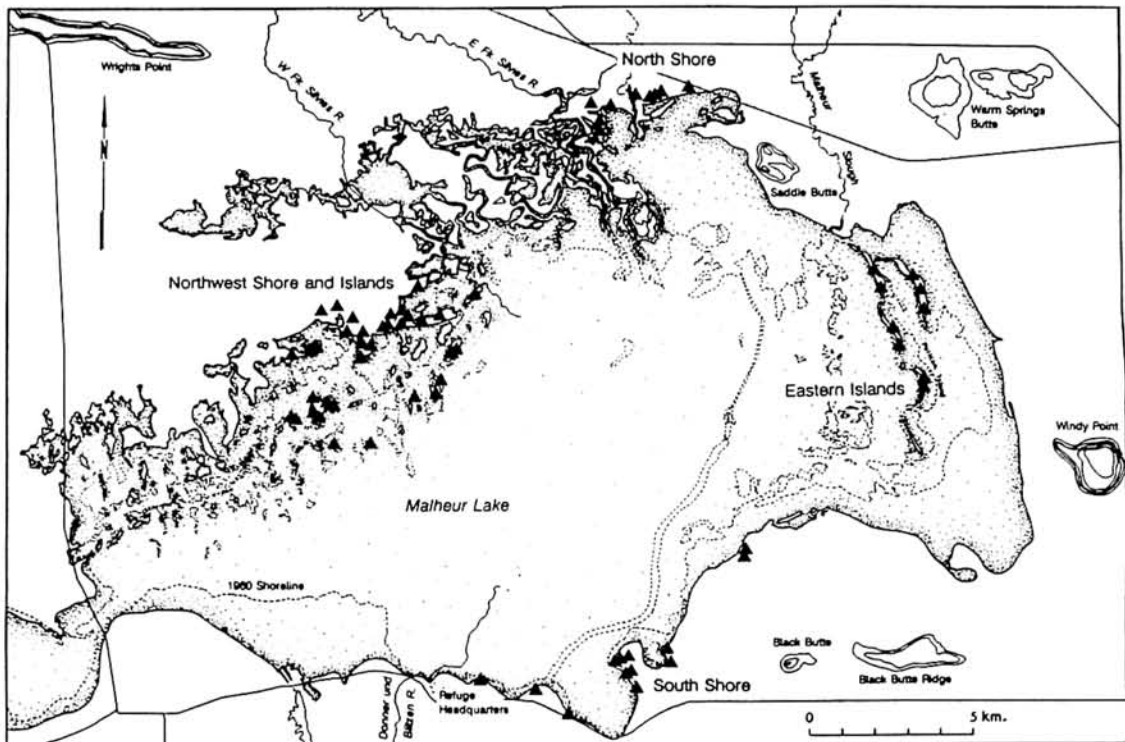 Wrights Point
N
W Fk Silvies R.
E Fk Silvies R.
North Shore
Malheur
Slough
Warm Springs
Butte
Saddle Butte
Northwest Shore and Islands
Eastern Islands
Windy Point
Malheur Lake
1960 Shoreline
Black Butte
Black Butte Ridge
South Shore
Refuge
Headquarters
Donner und
Blitzen R.
0 5 km.